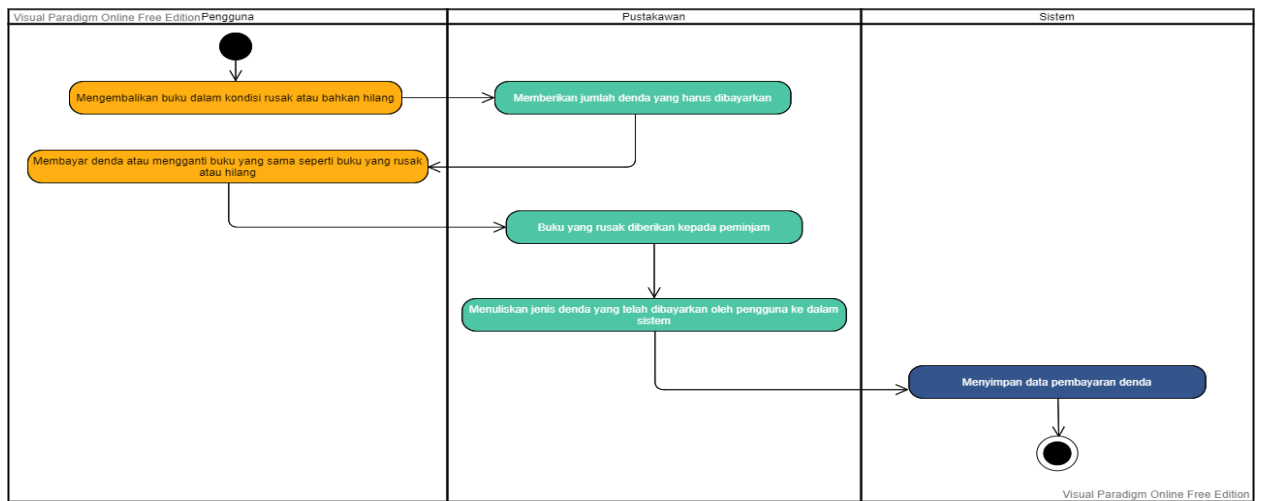 Visual Paradigm Online Free Edition
Pengguna
Pustakawan
Sistem
Mengembalikan buku dalam kondisi rusak atau bahkan hilang
Memberikan jumlah denda yang harus dibayarkan
Membayar denda atau mengganti buku yang sama seperti buku yang rusak
atau hilang
Buku yang rusak diberikan kepada peminjam
Menuliskan jenis denda yang telah dibayarkan oleh pengguna ke dalam
sistem
Menyimpan data pembayaran denda
Visual Paradigm Online Free Edition